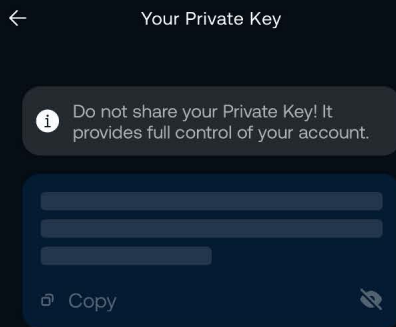 Your Private Key
Do not share your Private Key! It
provides full control of your account.
Copy